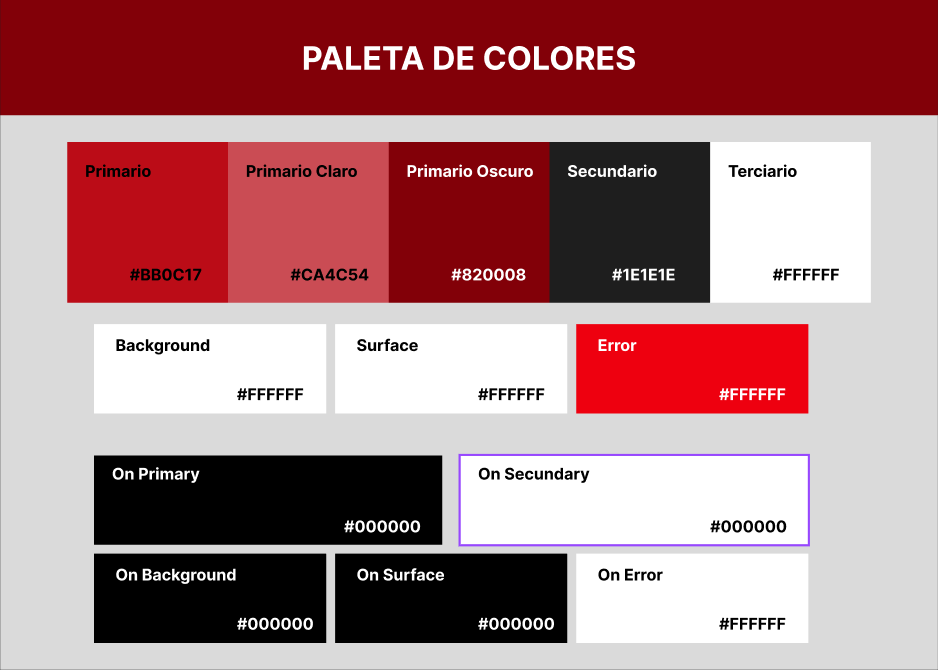 PALETA DE COLORES
Primario
#BB0C17
Primario Claro
#CA4C54
Primario Oscuro
#820008
Secundario
#1E1E1E
Terciario
#FFFFFF
Background
#FFFFFF
Surface
#FFFFFF
Error
#FFFFFF
On Primary
#000000
On Secundary
#000000
On Background
#000000
On Surface
#000000
On Error
#FFFFFF